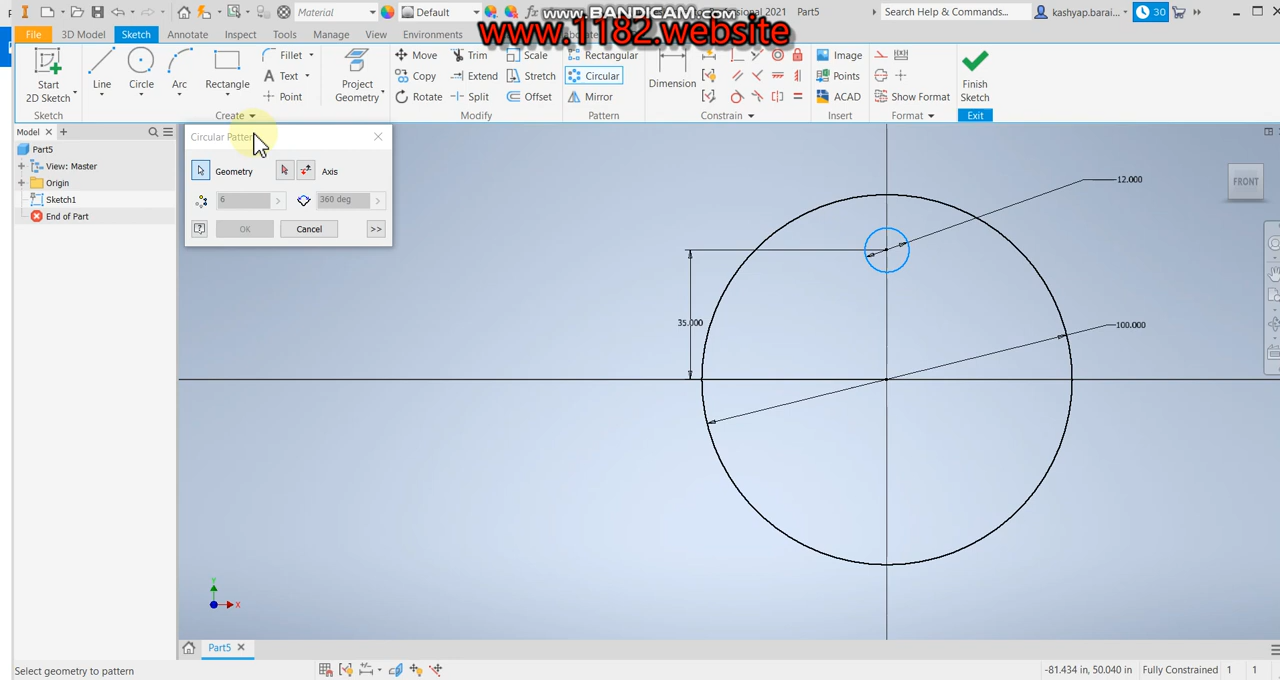 Material
Default
www.BANDICAM.com
Professional 2021 Part5
Search Help & Commands...
kashyap.barai...
30
www.1182.website
File
3D Model
Sketch
Annotate
Inspect
Tools
Manage
View
Environments
Start
2D Sketch
Line
Circle
Arc
Rectangle
Fillet
Text
Point
Project
Geometry
Move
Copy
Rotate
Trim
Extend
Split
Scale
Stretch
Offset
Rectangular
Circular
Mirror
Dimension
Image
Points
ACAD
Show Format
Finish
Sketch
Sketch
Create
Modify
Pattern
Constrain
Insert
Format
Exit
Model
Part5
View: Master
Origin
Sketch1
End of Part
Circular Pattern
Geometry
Axis
6
360 deg
OK
Cancel
>>
12.000
35.000
100.000
FRONT
Y
X
Part5
Select geometry to pattern
-81.434 in, 50.040 in
Fully Constrained
1
1